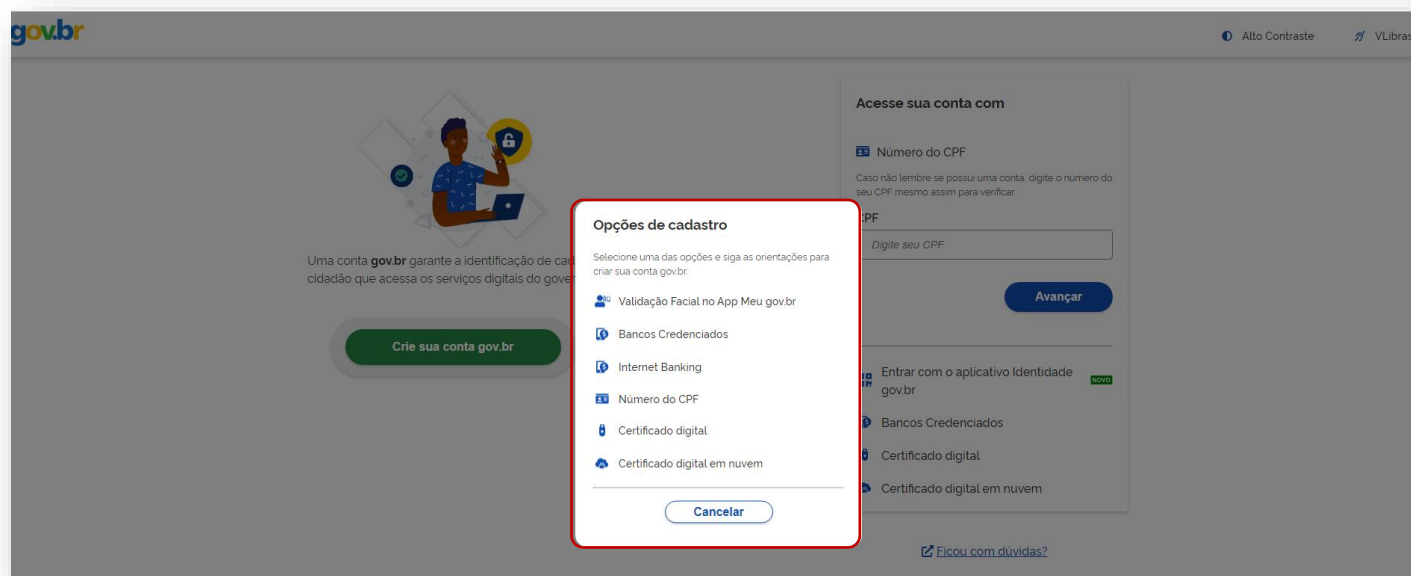 gov.br
Alto Contraste
VLibras
Uma conta gov.br garante a identificação de cad
cidadão que acessa os serviços digitais do gover
Crie sua conta gov.br
Opções de cadastro
Selecione uma das opções e siga as orientações para
criar sua conta gov.br.
Validação Facial no App Meu gov.br
Bancos Credenciados
Internet Banking
Número do CPF
Certificado digital
Certificado digital em nuvem
Cancelar
Acesse sua conta com
Número do CPF
Caso não lembre se possui uma conta, digite o número do
seu CPF mesmo assim para verificar.
CPF
Digite seu CPF
Avançar
Entrar com o aplicativo Identidade
gov.br
NOVO
Bancos Credenciados
Certificado digital
Certificado digital em nuvem
Ficou com dúvidas?